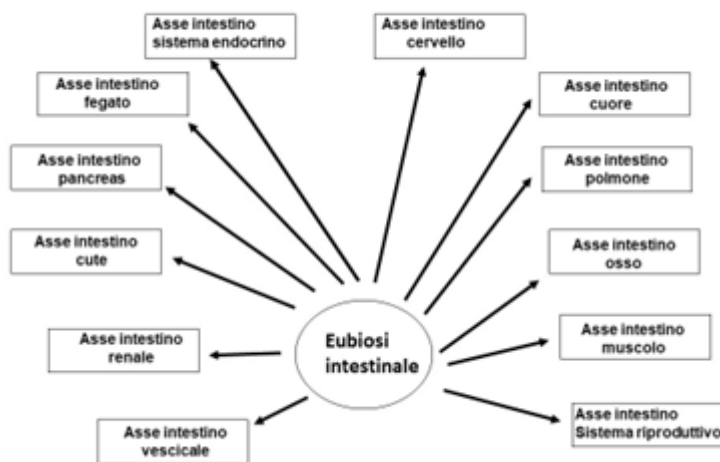 Asse intestino
sistema endocrino
Asse intestino
cervello
Asse intestino
fegato
Asse intestino
cuore
Asse intestino
pancreas
Asse intestino
polmone
Asse intestino
cute
Asse intestino
osso
Eubiosi
intestinale
Asse intestino
renale
Asse intestino
muscolo
Asse intestino
vescicale
Asse intestino
Sistema riproduttivo